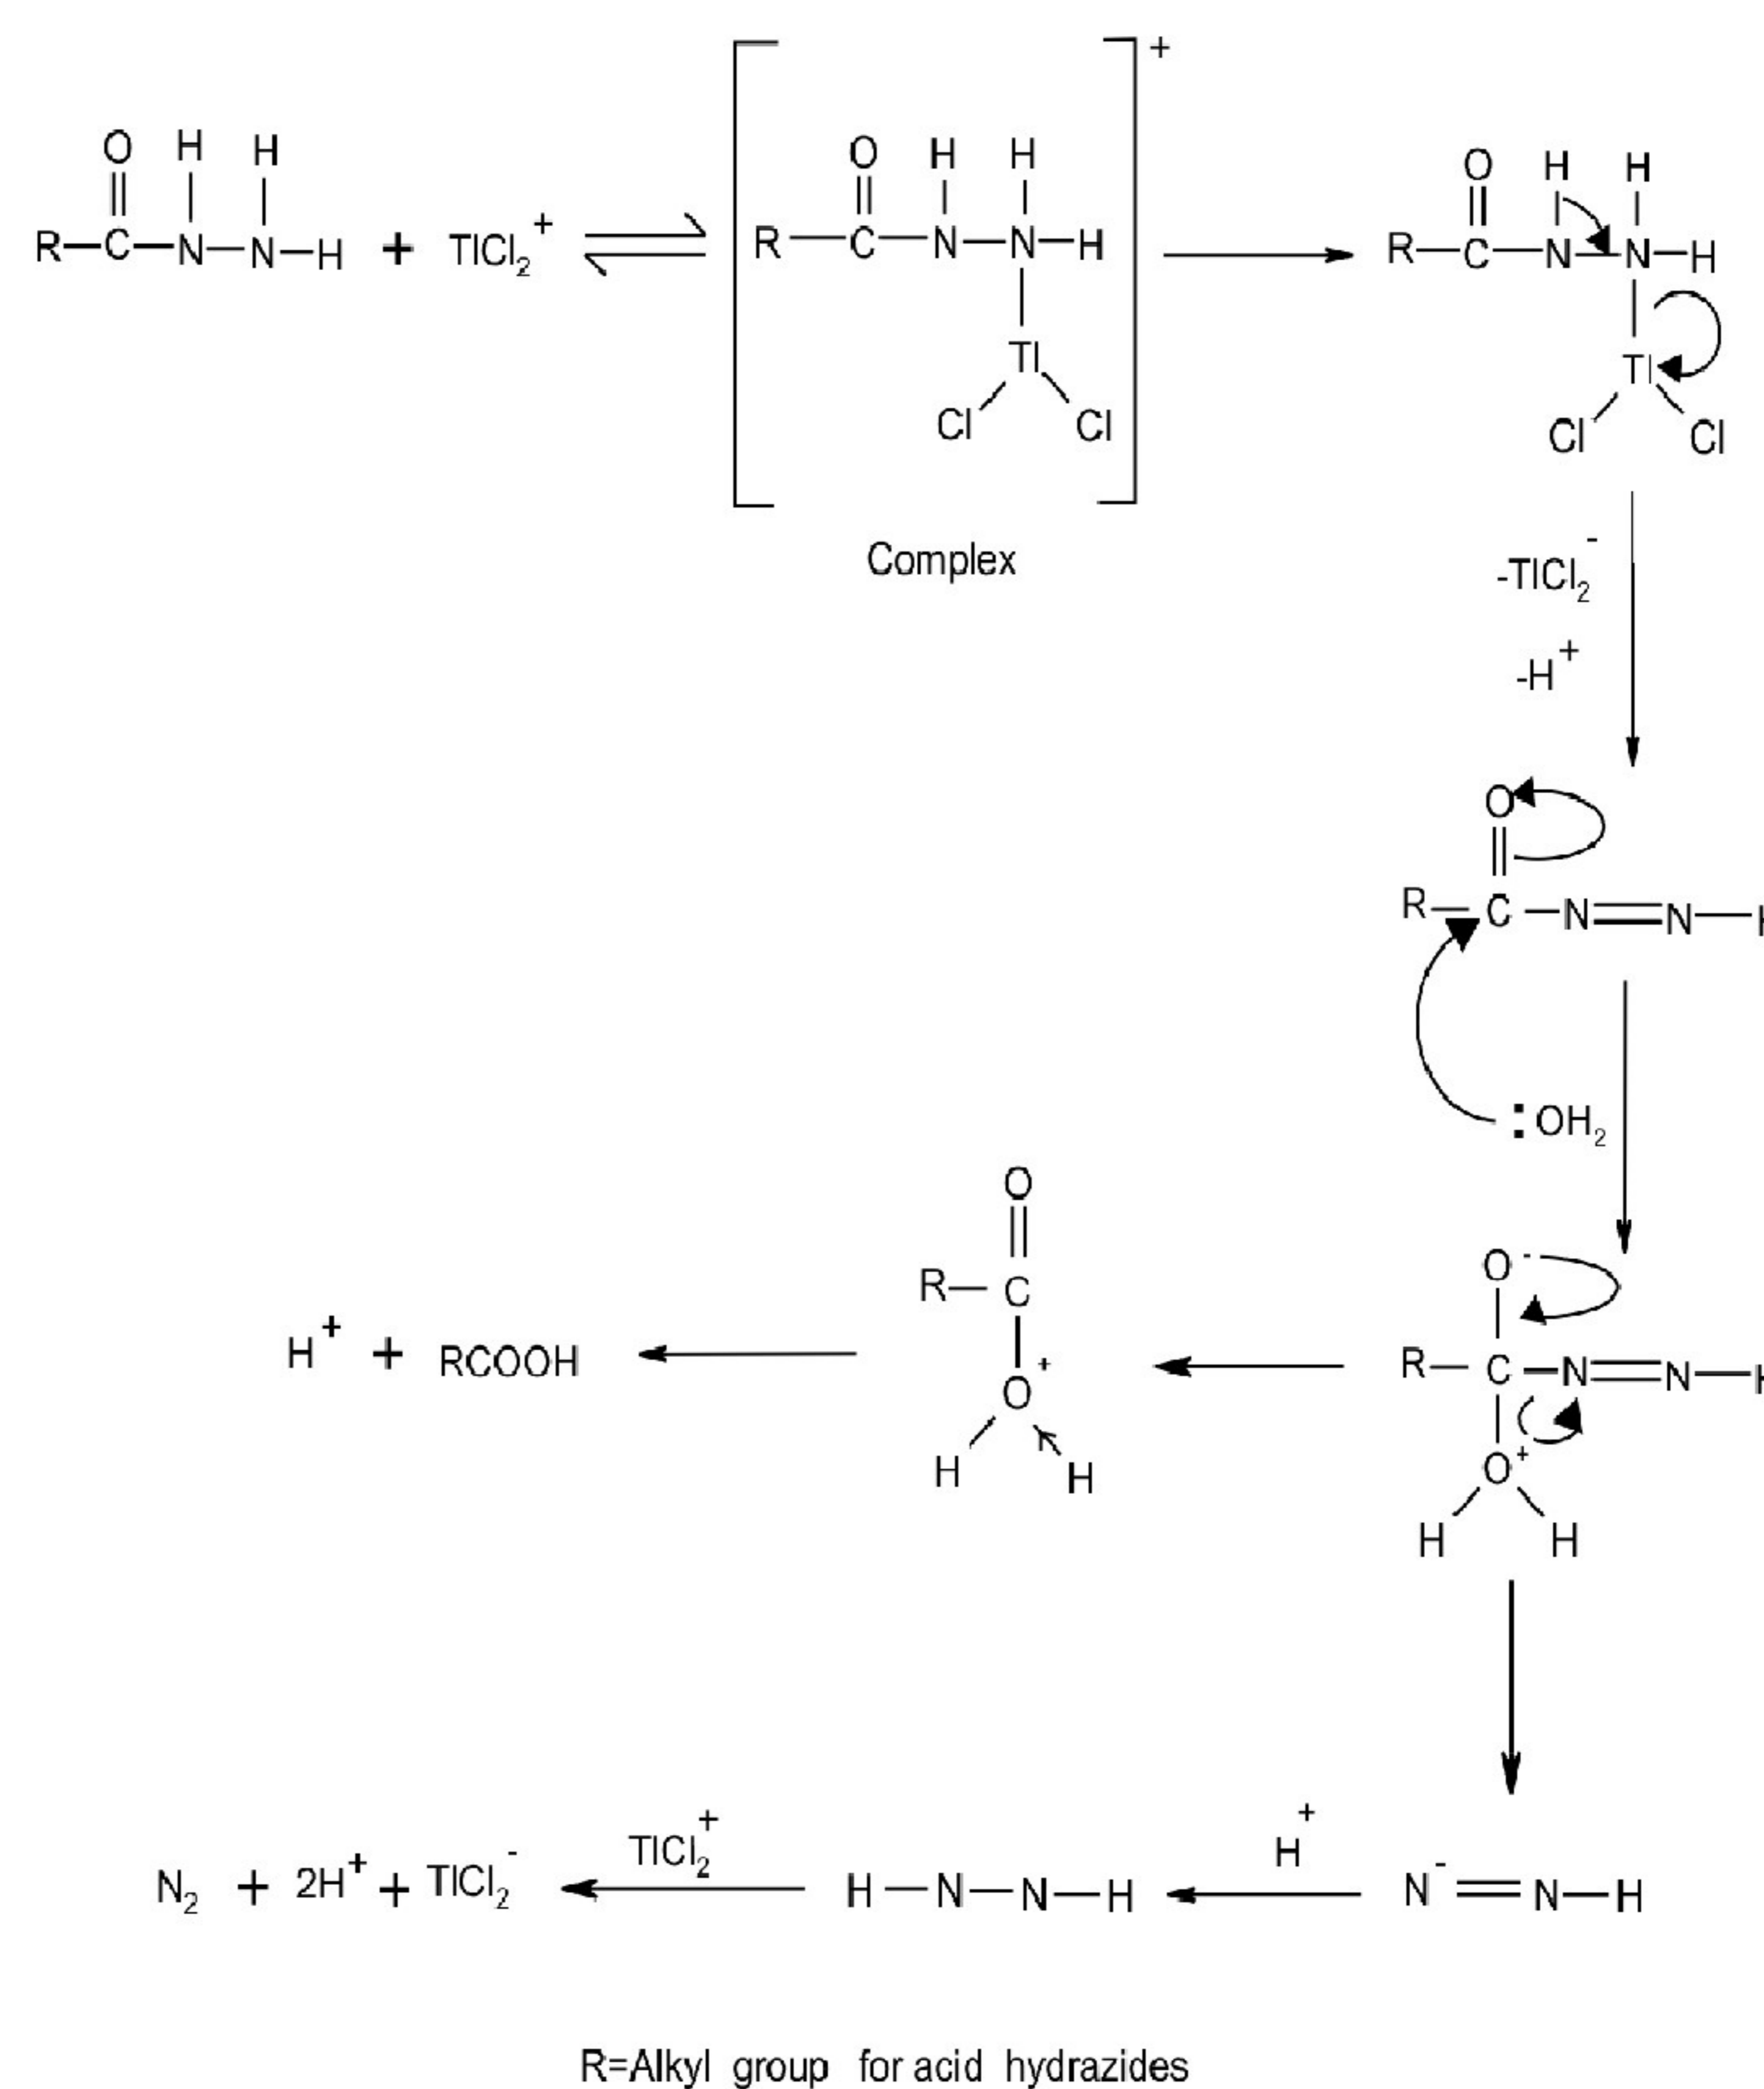 O H H
R C N N H + TlCl2+
[ O H H
R C N N H
Tl
Cl Cl ]+
Complex
O H H
R C N N H
Tl
Cl Cl
-TlCl2-
-H+
O
R C N N H
:OH2
O-
R C N N H
O+
H H
O
R C
O+
H H
H+ + RCOOH
N- N H
H+
H N N H
TlCl2+
N2 + 2H+ + TlCl2-
R=Alkyl group for acid hydrazides